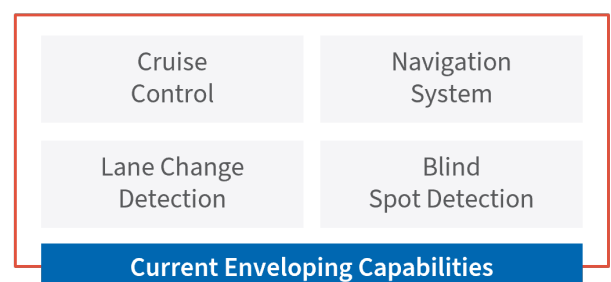 Cruise
Control
Navigation
System
Lane Change
Detection
Blind
Spot Detection
Current Enveloping Capabilities